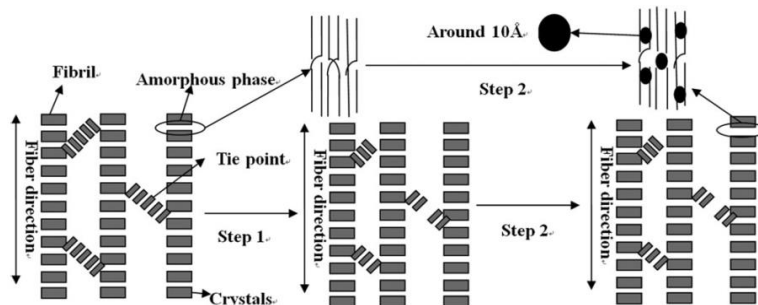 Around 10Å
Fibril
Amorphous phase
Step 2
Fiber direction
Tie point
Fiber direction
Fiber direction
Step 1
Step 2
Crystals